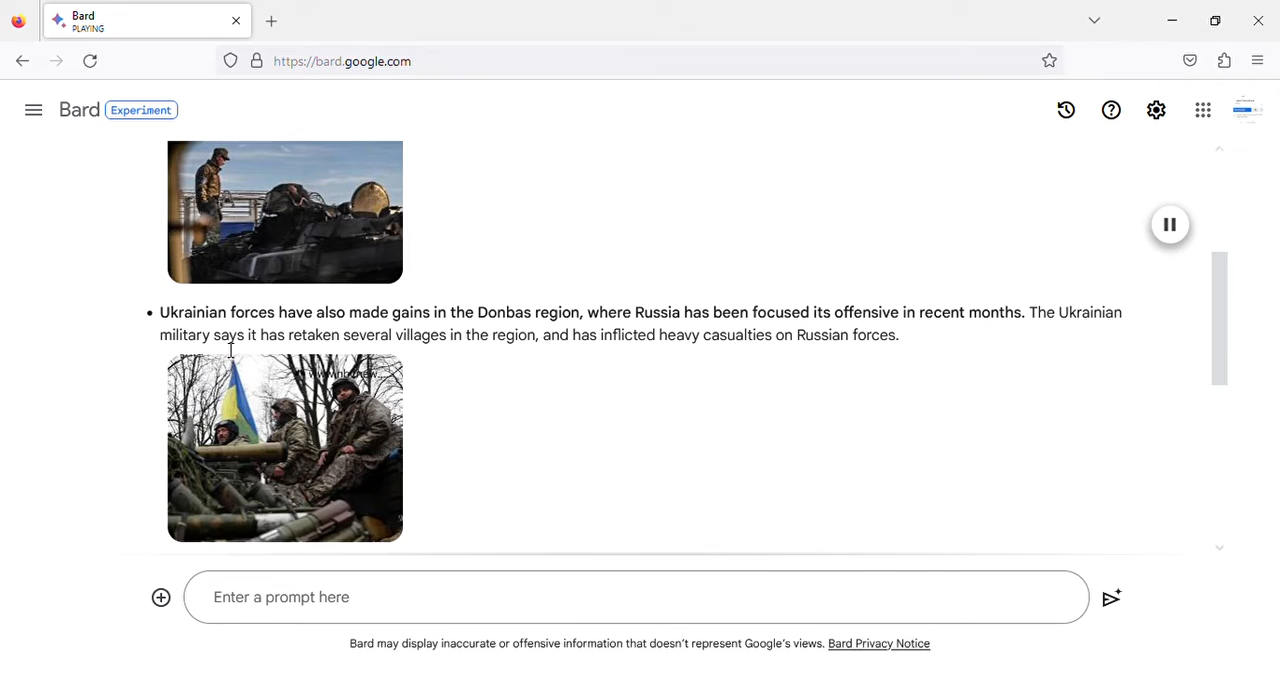 Bard
PLAYING
https://bard.google.com
Bard Experiment
• Ukrainian forces have also made gains in the Donbas region, where Russia has been focused its offensive in recent months. The Ukrainian
military says it has retaken several villages in the region, and has inflicted heavy casualties on Russian forces.
Enter a prompt here
Bard may display inaccurate or offensive information that doesn't represent Google's views. Bard Privacy Notice